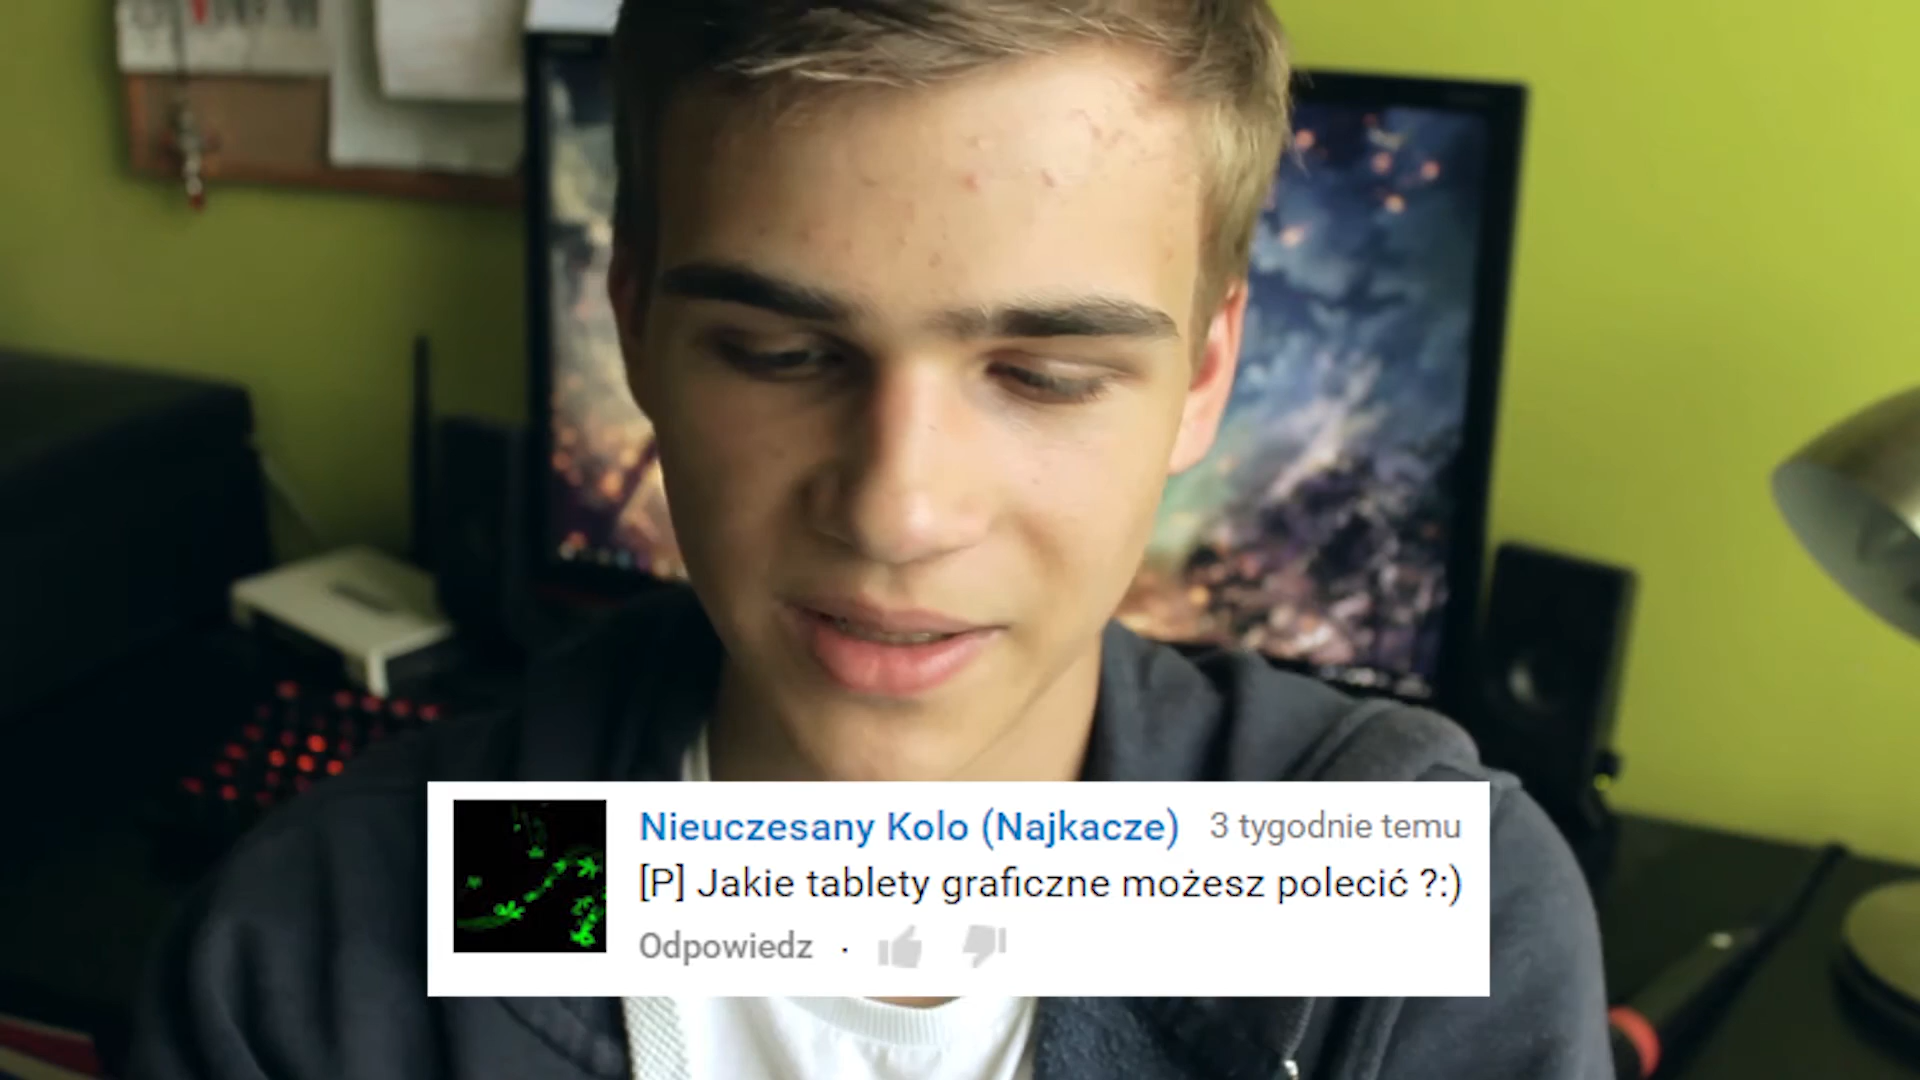 Nieuczesany Kolo (Najkacze) 3 tygodnie temu
[P] Jakie tablety graficzne możesz polecić ?:)
Odpowiedz ·